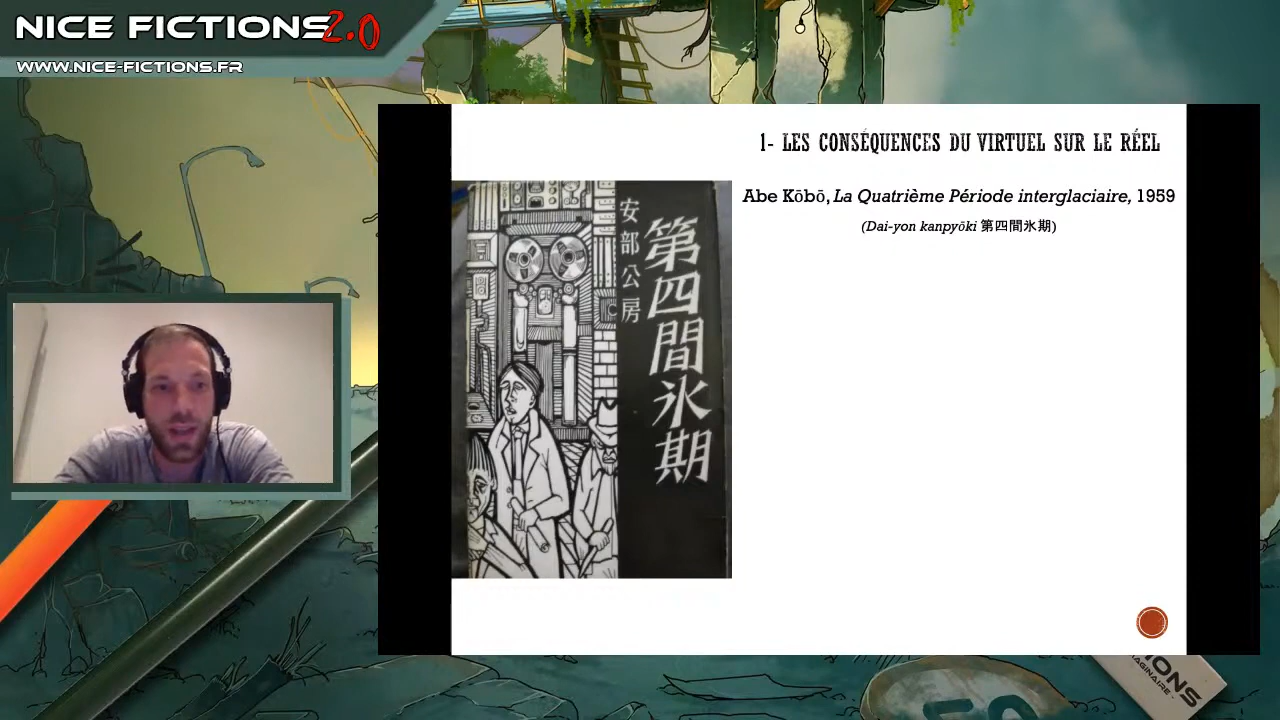 NICE FICTIONS 2.0
WWW.NICE-FICTIONS.FR
1- LES CONSÉQUENCES DU VIRTUEL SUR LE RÉEL
Abe Kōbō, La Quatrième Période interglaciaire, 1959
(Dai-yon kanpyōki 第四間氷期)
安部公房
第四間氷期
IONS
AGINAIRE -